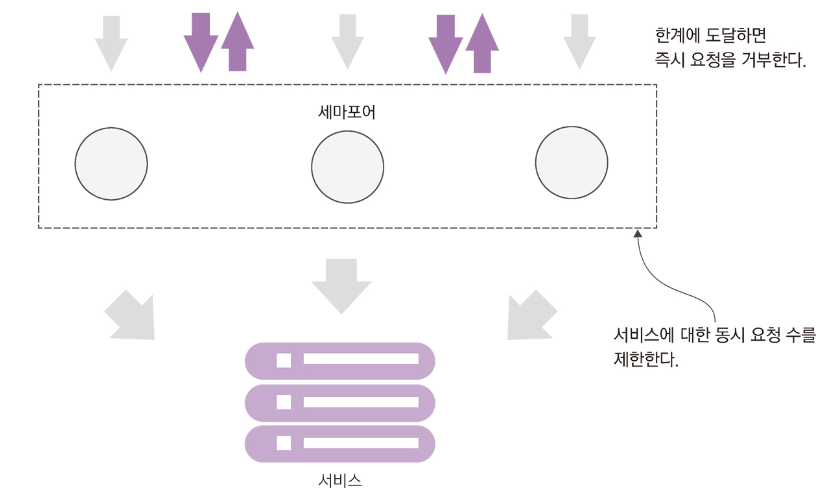 한계에 도달하면
즉시 요청을 거부한다.
세마포어
서비스에 대한 동시 요청 수를
제한한다.
서비스